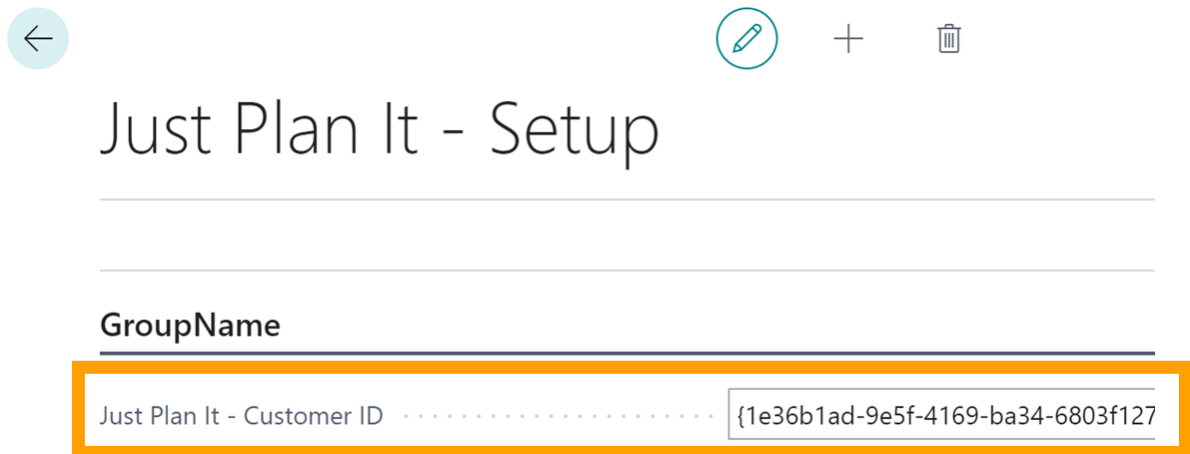 Just Plan It - Setup
GroupName
Just Plan It - Customer ID {1e36b1ad-9e5f-4169-ba34-6803f127